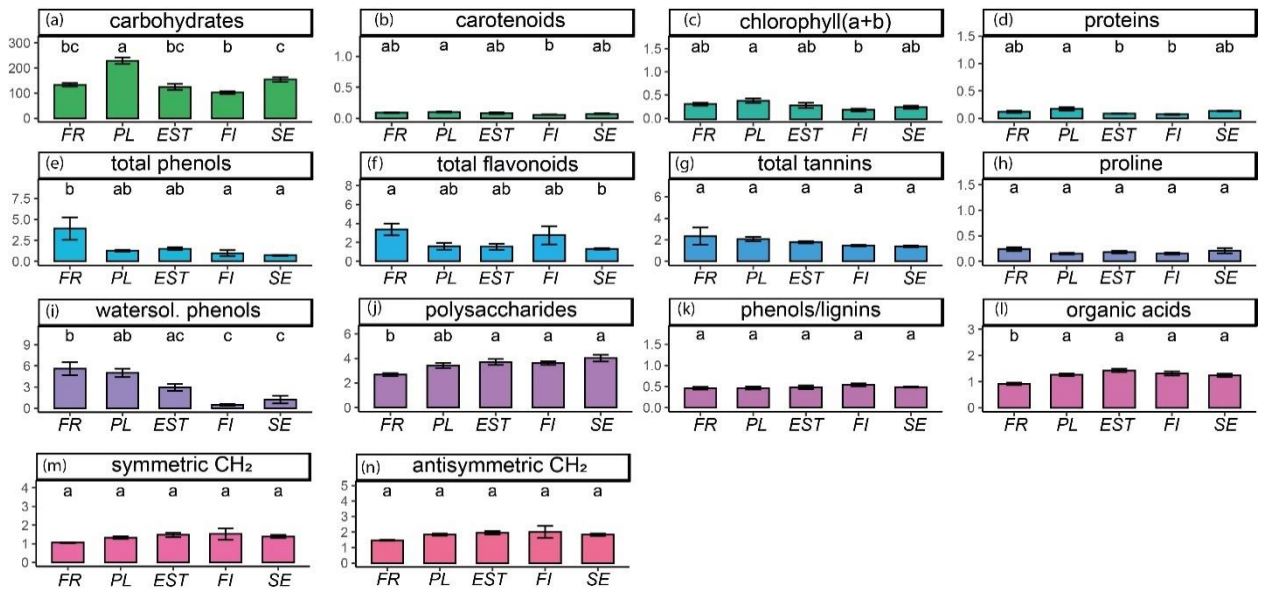 (a) carbohydrates (b) carotenoids (c) chlorophyll(a+b) (d) proteins
300 bc a bc b c 1.0 ab a ab b ab 1.5 ab a ab b ab 1.5 ab a b b ab
200 0.5 1.0 1.0
100 0.0 0.5 0.5
0 0.0 0.0
FR PL EST FI SE FR PL EST FI SE FR PL EST FI SE FR PL EST FI SE
(e) total phenols (f) total flavonoids (g) total tannins (h) proline
7.5 b ab ab a a 8 a ab ab ab b 6 a a a a a 1.5 a a a a a
5.0 6 4 1.0
2.5 4 2 0.5
0.0 2 0 0.0
0
FR PL EST FI SE FR PL EST FI SE FR PL EST FI SE FR PL EST FI SE
(i) watersol. phenols (j) polysaccharides (k) phenols/lignins (l) organic acids
9 b ab ac c c 6 b ab a a a 1.5 a a a a a 3 b a a a a
6 4 1.0 2
3 2 0.5 1
0 0 0.0 0
FR PL EST FI SE FR PL EST FI SE FR PL EST FI SE FR PL EST FI SE
(m) symmetric CH₂ (n) antisymmetric CH₂
4 a a a a a 5 a a a a a
3 4
2 3
1 2
0 1
0
FR PL EST FI SE FR PL EST FI SE